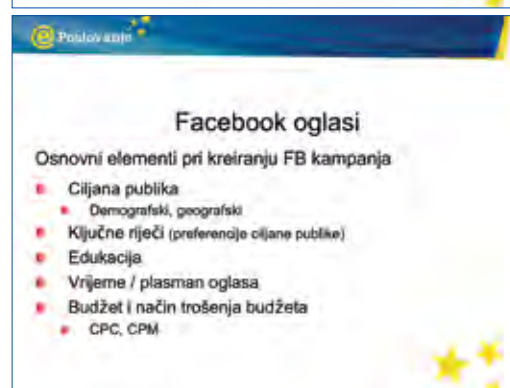 e Poslovanje
Facebook oglasi
Osnovni elementi pri kreiranju FB kampanja
Ciljana publika
Demografski, geografski
Ključne riječi (preferencije ciljane publike)
Edukacija
Vrijeme / plasman oglasa
Budžet i način trošenja budžeta
CPC, CPM